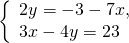 2y = −3 − 7x,
3x − 4y = 23